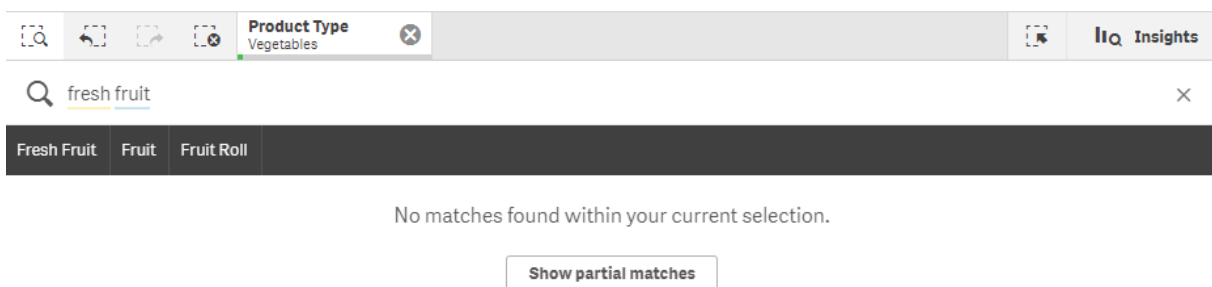 Product Type
Vegetables
Insights
fresh fruit
Fresh Fruit Fruit Fruit Roll
No matches found within your current selection.
Show partial matches